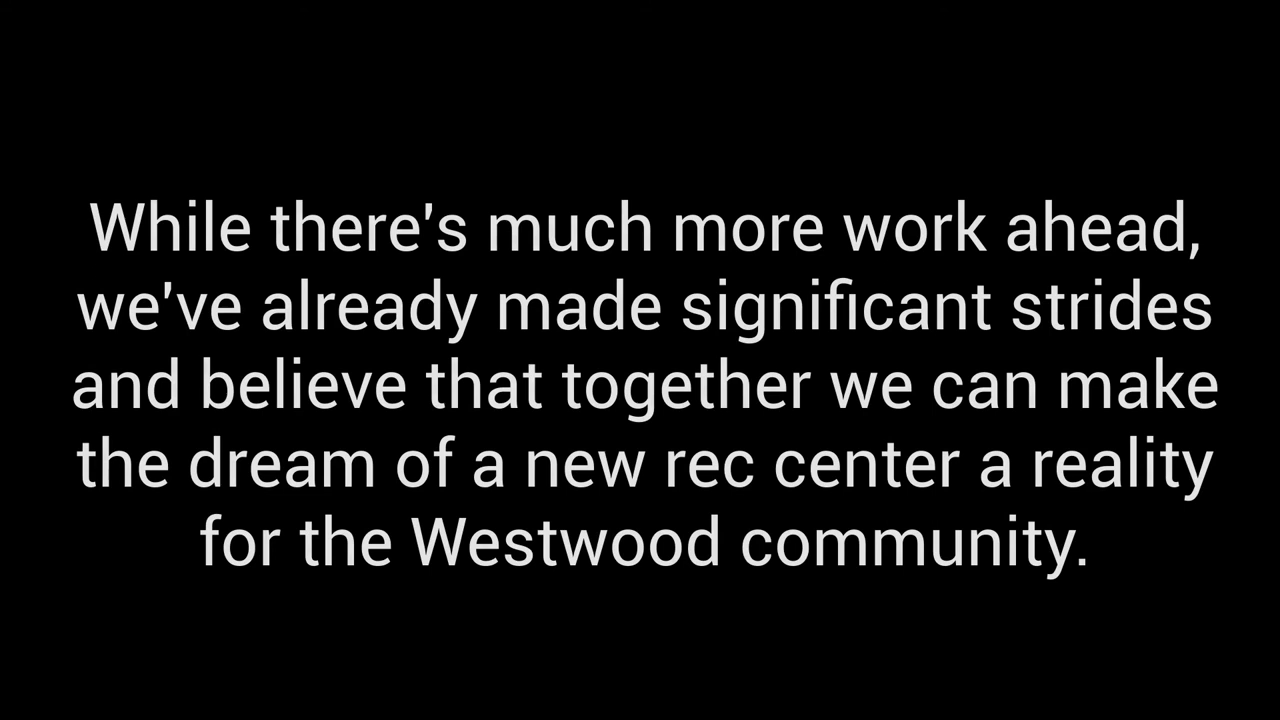 While there's much more work ahead,
we've already made significant strides
and believe that together we can make
the dream of a new rec center a reality
for the Westwood community.